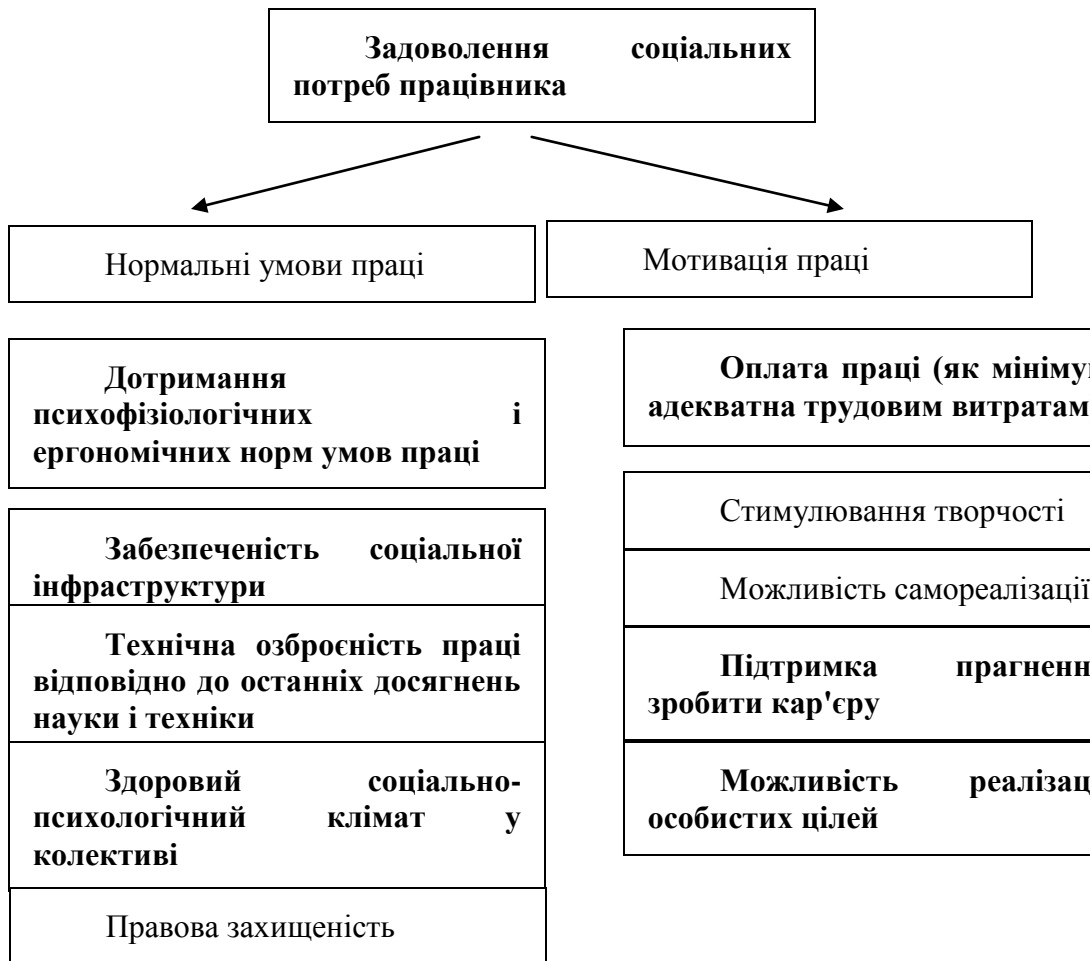 Задоволення соціальних
потреб працівника
Нормальні умови праці
Мотивація праці
Дотримання
психофізіологічних і
ергономічних норм умов праці
Забезпеченість соціальної
інфраструктури
Технічна озброєність праці
відповідно до останніх досягнень
науки і техніки
Здоровий соціально-
психологічний клімат у
колективі
Правова захищеність
Оплата праці (як
адекватна трудовим витратам
Стимулювання творчості
Можливість самореалізації
Підтримка
зробити кар'єру
Можливість
особистих цілей